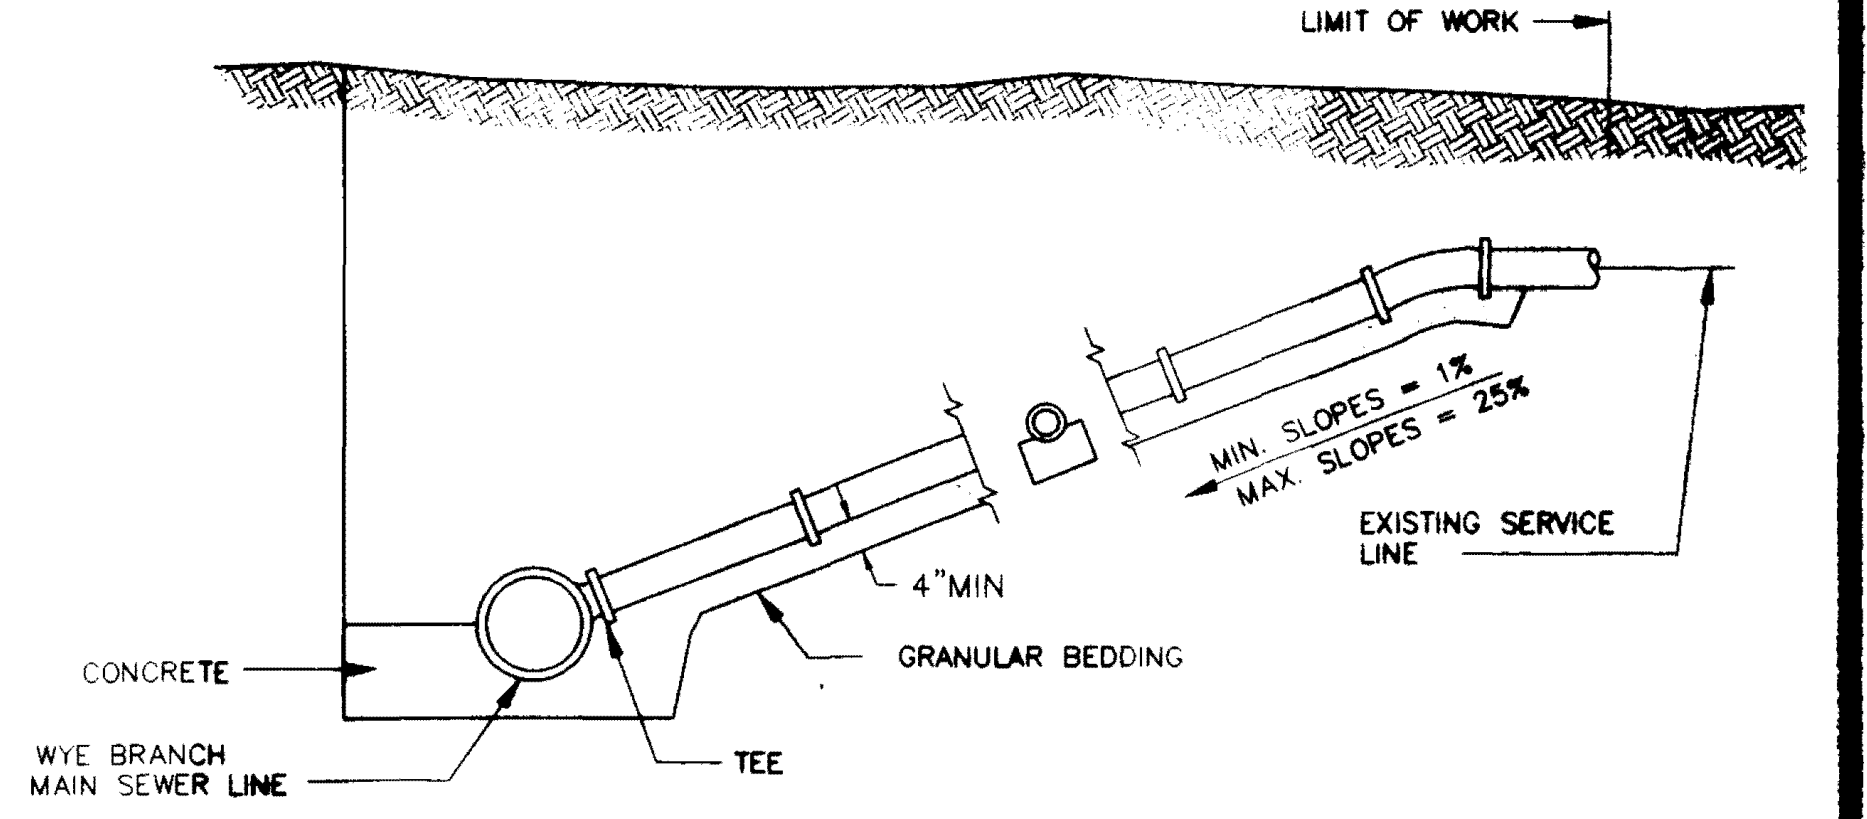 LIMIT OF WORK
MIN. SLOPES = 1%
MAX. SLOPES = 25%
EXISTING SERVICE
LINE
4"MIN
GRANULAR BEDDING
CONCRETE
WYE BRANCH
MAIN SEWER LINE
TEE